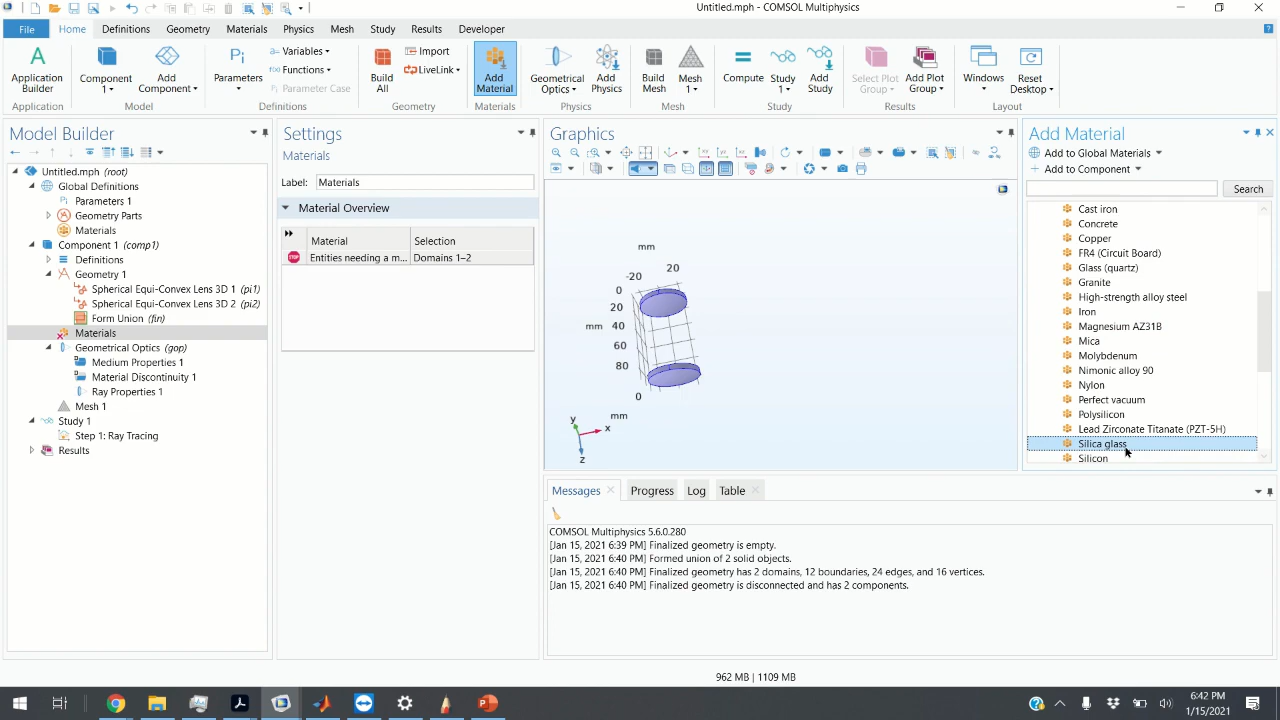 Untitled.mph - COMSOL Multiphysics
File
Home
Definitions
Geometry
Materials
Physics
Mesh
Study
Results
Developer
Application
Builder
Application
Component
1
Add
Component
Model
Parameters
Variables
Functions
Parameter Case
Definitions
Build
All
Import
LiveLink
Geometry
Add
Material
Materials
Geometrical
Optics
Add
Physics
Physics
Build
Mesh
Mesh
1
Mesh
Compute
Study
1
Add
Study
Study
Select Plot
Group
Add Plot
Group
Results
Windows
Reset
Desktop
Layout
Model Builder
Untitled.mph (root)
Global Definitions
Parameters 1
Geometry Parts
Materials
Component 1 (comp1)
Definitions
Geometry 1
Spherical Equi-Convex Lens 3D 1 (pi1)
Spherical Equi-Convex Lens 3D 2 (pi2)
Form Union (fin)
Materials
Geometrical Optics (gop)
Medium Properties 1
Material Discontinuity 1
Ray Properties 1
Mesh 1
Study 1
Step 1: Ray Tracing
Results
Settings
Materials
Label: Materials
Material Overview
Material Selection
Entities needing a m... Domains 1–2
Graphics
mm
-20 20
0
20
mm 40
60
80
0
mm
y
x
z
Messages
Progress
Log
Table
COMSOL Multiphysics 5.6.0.280
[Jan 15, 2021 6:39 PM] Finalized geometry is empty.
[Jan 15, 2021 6:40 PM] Formed union of 2 solid objects.
[Jan 15, 2021 6:40 PM] Finalized geometry has 2 domains, 12 boundaries, 24 edges, and 16 vertices.
[Jan 15, 2021 6:40 PM] Finalized geometry is disconnected and has 2 components.
Add Material
Add to Global Materials
Add to Component
Search
Cast iron
Concrete
Copper
FR4 (Circuit Board)
Glass (quartz)
Granite
High-strength alloy steel
Iron
Magnesium AZ31B
Mica
Molybdenum
Nimonic alloy 90
Nylon
Perfect vacuum
Polysilicon
Lead Zirconate Titanate (PZT-5H)
Silica glass
Silicon
962 MB | 1109 MB
6:42 PM
1/15/2021